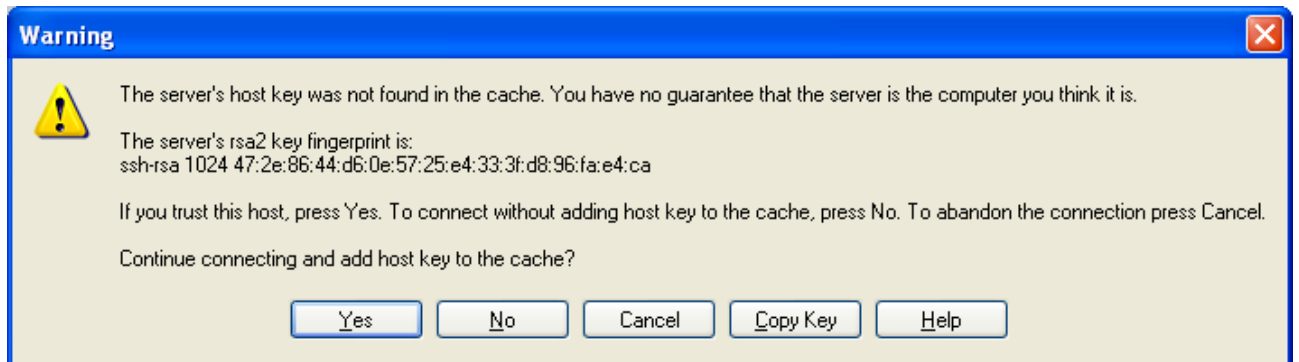 Warning
The server's host key was not found in the cache. You have no guarantee that the server is the computer you think it is.
The server's rsa2 key fingerprint is:
ssh-rsa 1024 47:2e:86:44:d6:0e:57:25:e4:33:3f:d8:96:fa:e4:ca
If you trust this host, press Yes. To connect without adding host key to the cache, press No. To abandon the connection press Cancel.
Continue connecting and add host key to the cache?
Yes No Cancel Copy Key Help